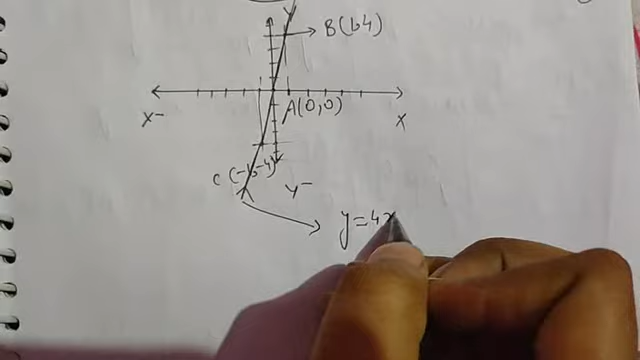 Y
B(1,4)
A(0,0)
X⁻ X
C(-1,-4)
Y⁻
y=4x